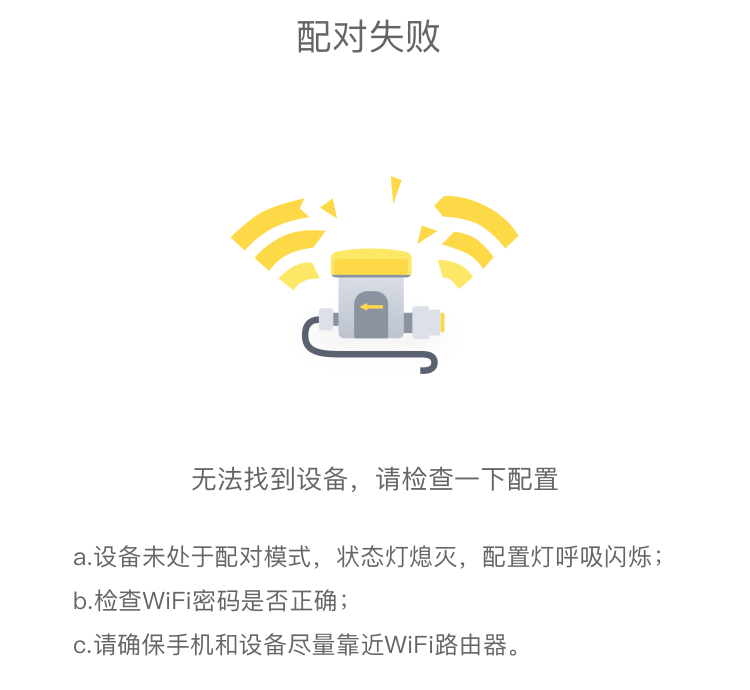 配对失败
无法找到设备，请检查一下配置
a.设备未处于配对模式，状态灯熄灭，配置灯呼吸闪烁；
b.检查WiFi密码是否正确；
c.请确保手机和设备尽量靠近WiFi路由器。